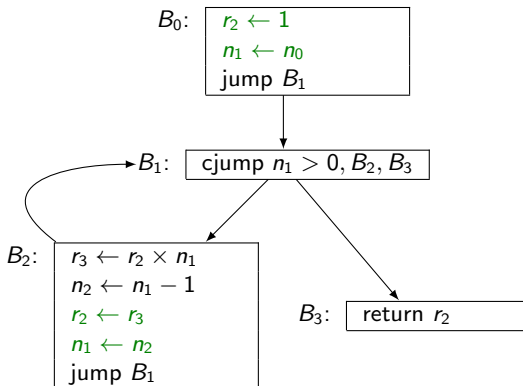 B₀: r₂ ← 1
n₁ ← n₀
jump B₁
B₁: cjump n₁ > 0, B₂, B₃
B₂: r₃ ← r₂ × n₁
n₂ ← n₁ − 1
r₂ ← r₃
n₁ ← n₂
jump B₁
B₃: return r₂